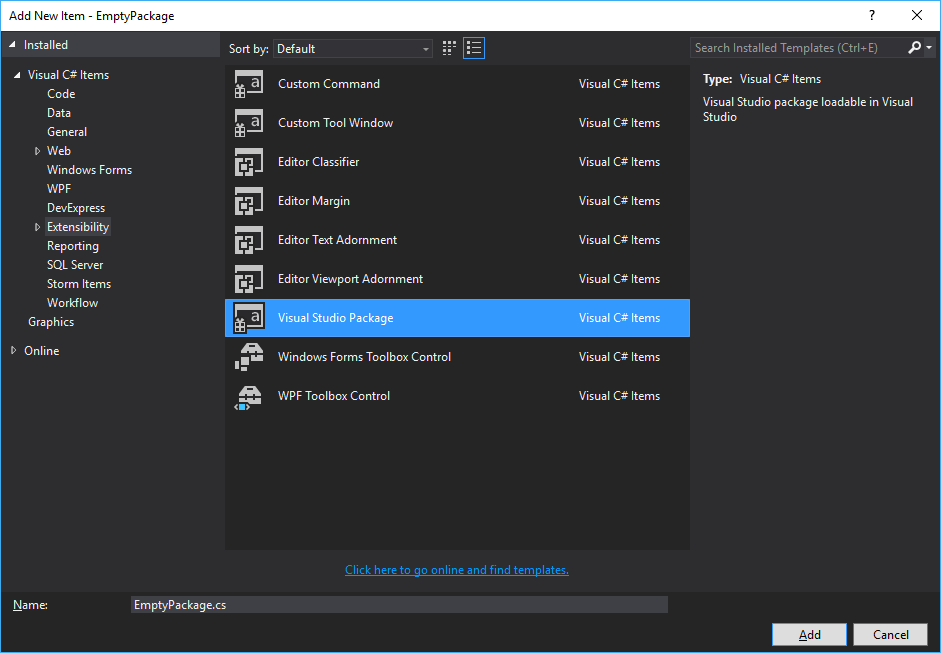 Add New Item - EmptyPackage
?
Installed
Sort by: Default
Search Installed Templates (Ctrl+E)
Visual C# Items
Code
Data
General
Web
Windows Forms
WPF
DevExpress
Extensibility
Reporting
SQL Server
Storm Items
Workflow
Graphics
Online
Custom Command Visual C# Items
Custom Tool Window Visual C# Items
Editor Classifier Visual C# Items
Editor Margin Visual C# Items
Editor Text Adornment Visual C# Items
Editor Viewport Adornment Visual C# Items
Visual Studio Package Visual C# Items
Windows Forms Toolbox Control Visual C# Items
WPF Toolbox Control Visual C# Items
Type: Visual C# Items
Visual Studio package loadable in Visual
Studio
Click here to go online and find templates.
Name: EmptyPackage.cs
Add Cancel